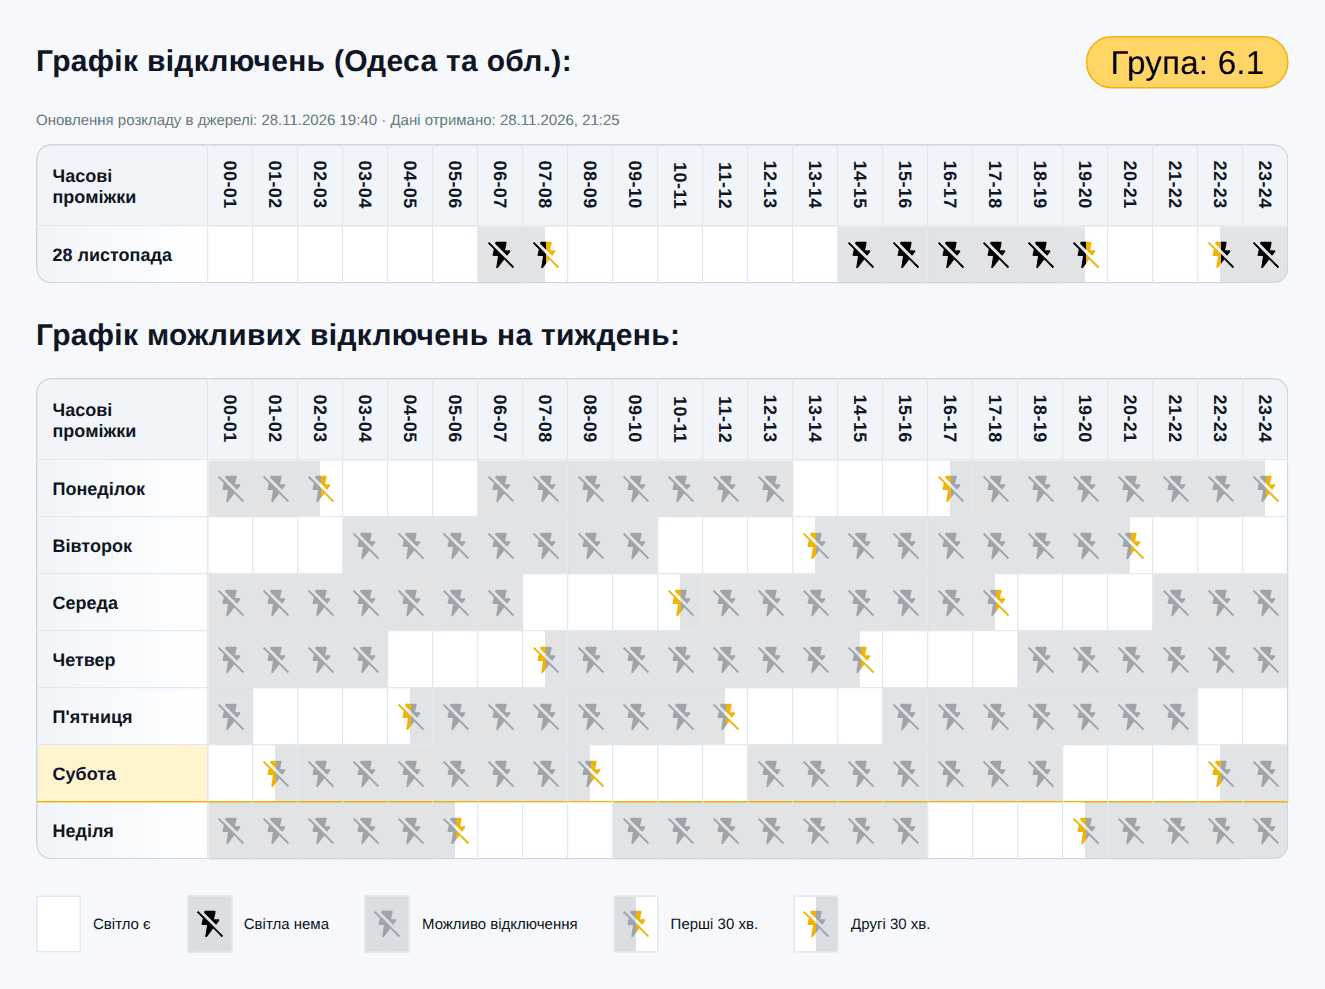 Графік відключень (Одеса та обл.):
Група: 6.1
Оновлення розкладу в джерелі: 28.11.2026 19:40 · Дані отримано: 28.11.2026, 21:25
Часові проміжки 00-01 01-02 02-03 03-04 04-05 05-06 06-07 07-08 08-09 09-10 10-11 11-12 12-13 13-14 14-15 15-16 16-17 17-18 18-19 19-20 20-21 21-22 22-23 23-24
28 листопада
Графік можливих відключень на тиждень:
Часові проміжки 00-01 01-02 02-03 03-04 04-05 05-06 06-07 07-08 08-09 09-10 10-11 11-12 12-13 13-14 14-15 15-16 16-17 17-18 18-19 19-20 20-21 21-22 22-23 23-24
Понеділок
Вівторок
Середа
Четвер
П'ятниця
Субота
Неділя
Світло є Світла нема Можливо відключення Перші 30 хв. Другі 30 хв.